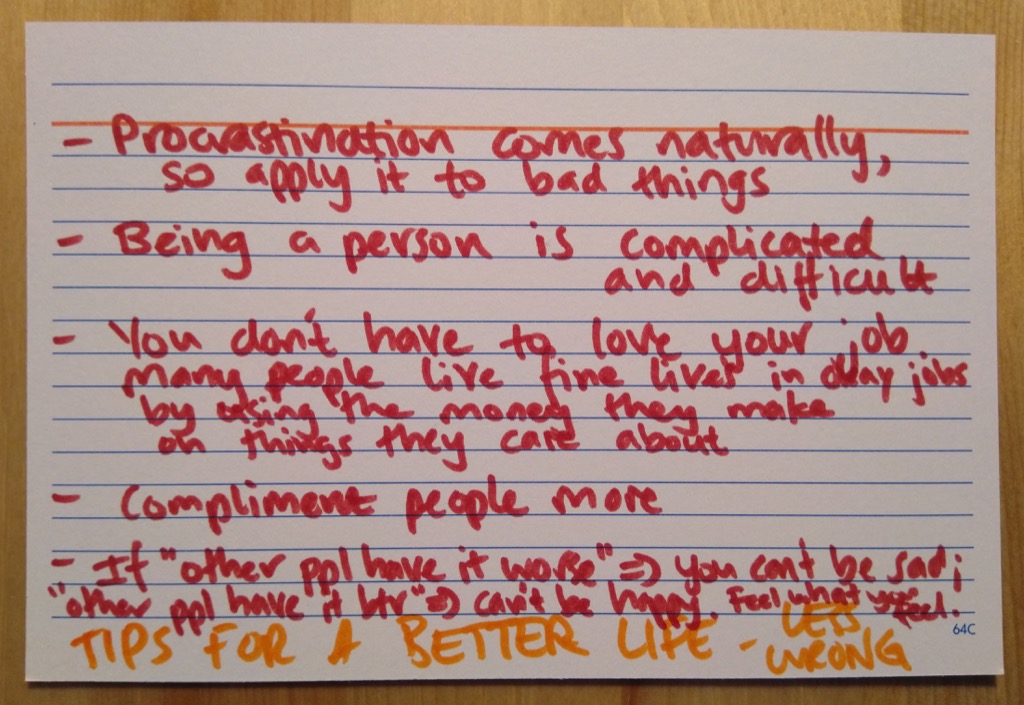 - Procrastination comes naturally,
so apply it to bad things
- Being a person is complicated
and difficult
- You don't have to love your job
Many people live fine lives in okay jobs
by using the money they make
on things they care about
- Compliment people more
- If "other ppl have it worse" => you can't be sad;
"other ppl have it btr" => can't be happy. Feel what you
feel.
64C
TIPS FOR A BETTER LIFE - LETS
WRONG